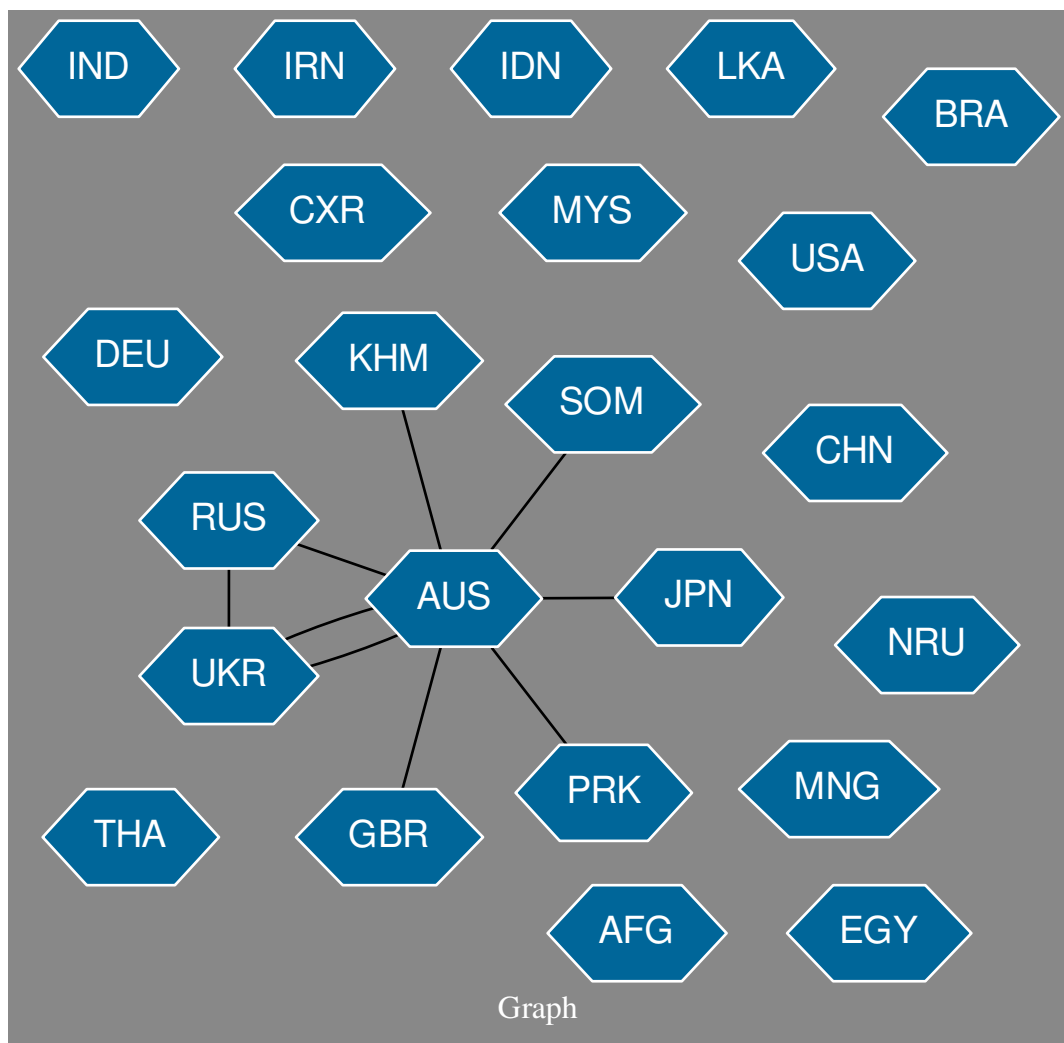 IND
IRN
IDN
LKA
BRA
CXR
MYS
USA
DEU
KHM
SOM
CHN
RUS
AUS
JPN
NRU
UKR
PRK
MNG
THA
GBR
AFG
EGY
Graph